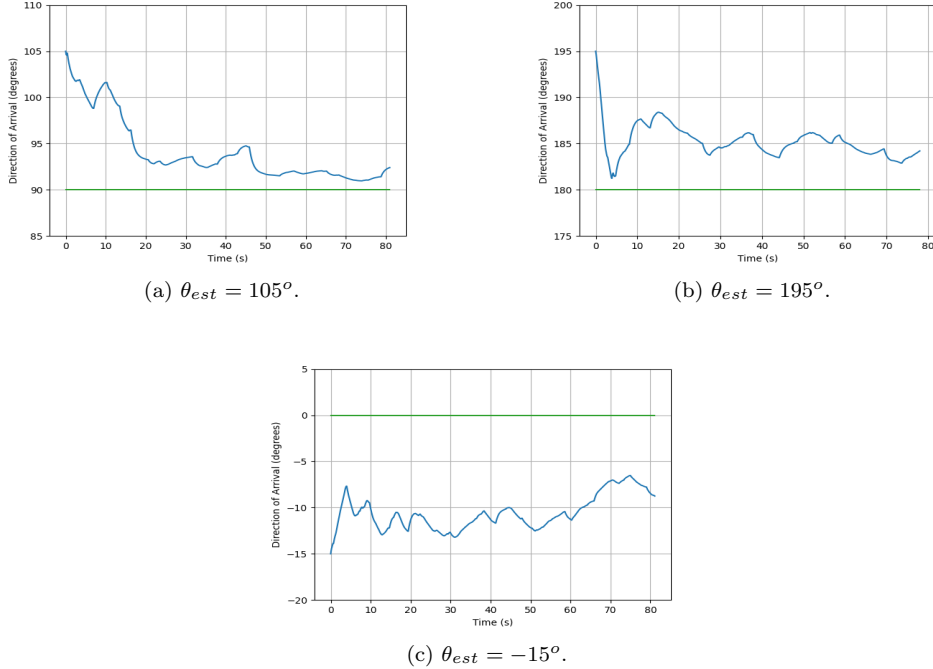 110
105
100
95
90
85
Direction of Arrival (degrees)
0 10 20 30 40 50 60 70 80
Time (s)
(a) θest = 105°.
200
195
190
185
180
175
Direction of Arrival (degrees)
0 10 20 30 40 50 60 70 80
Time (s)
(b) θest = 195°.
5
0
−5
−10
−15
−20
Direction of Arrival (degrees)
0 10 20 30 40 50 60 70 80
Time (s)
(c) θest = −15°.